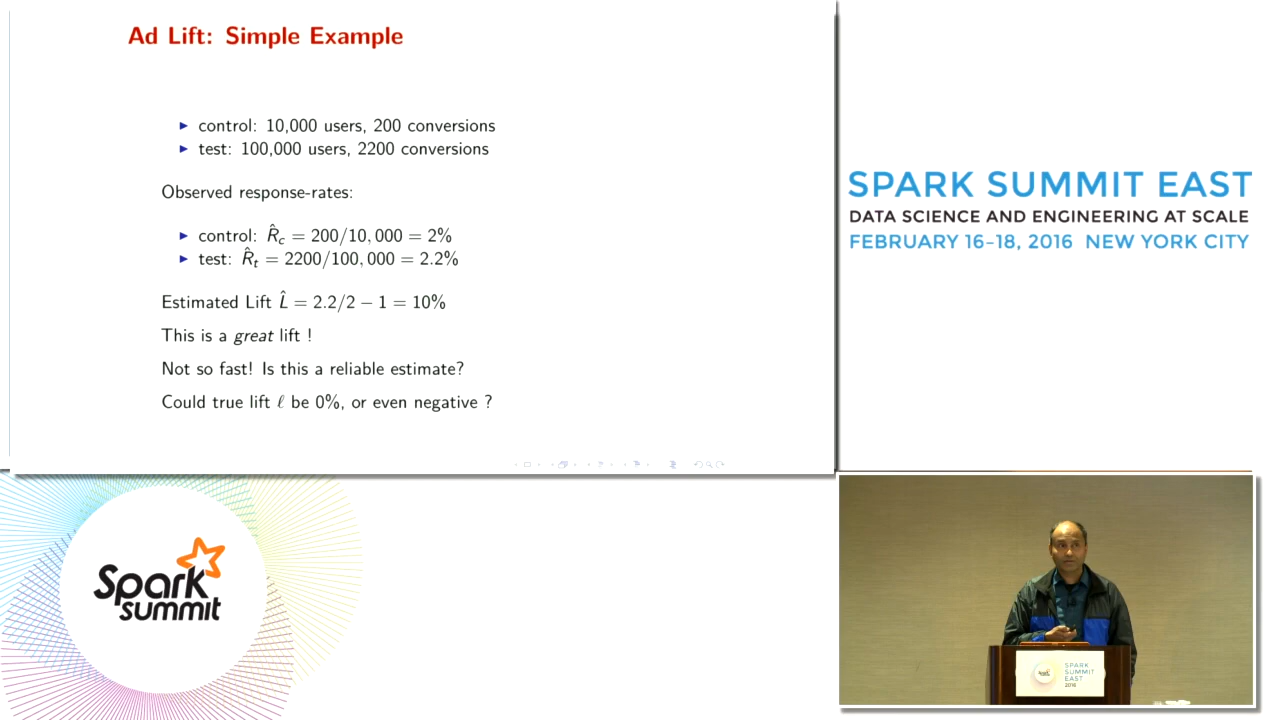 Ad Lift: Simple Example
► control: 10,000 users, 200 conversions
► test: 100,000 users, 2200 conversions
Observed response-rates:
► control: R̂c = 200/10,000 = 2%
► test: R̂t = 2200/100,000 = 2.2%
Estimated Lift L̂ = 2.2/2 − 1 = 10%
This is a great lift !
Not so fast! Is this a reliable estimate?
Could true lift ℓ be 0%, or even negative ?
SPARK SUMMIT EAST
DATA SCIENCE AND ENGINEERING AT SCALE
FEBRUARY 16–18, 2016 NEW YORK CITY
Spark
summit
Spark
SPARK
SUMMIT
EAST
2016